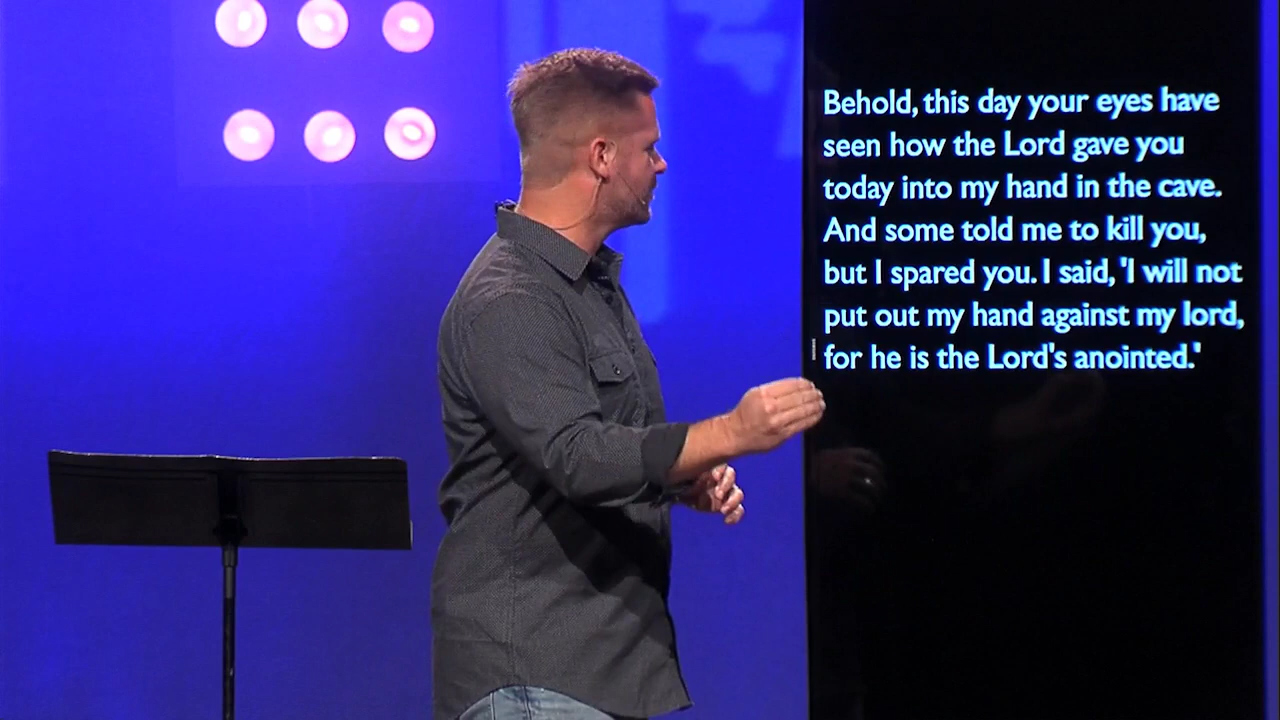 Behold, this day your eyes have
seen how the Lord gave you
today into my hand in the cave.
And some told me to kill you,
but I spared you. I said, 'I will not
put out my hand against my lord,
for he is the Lord's anointed.'